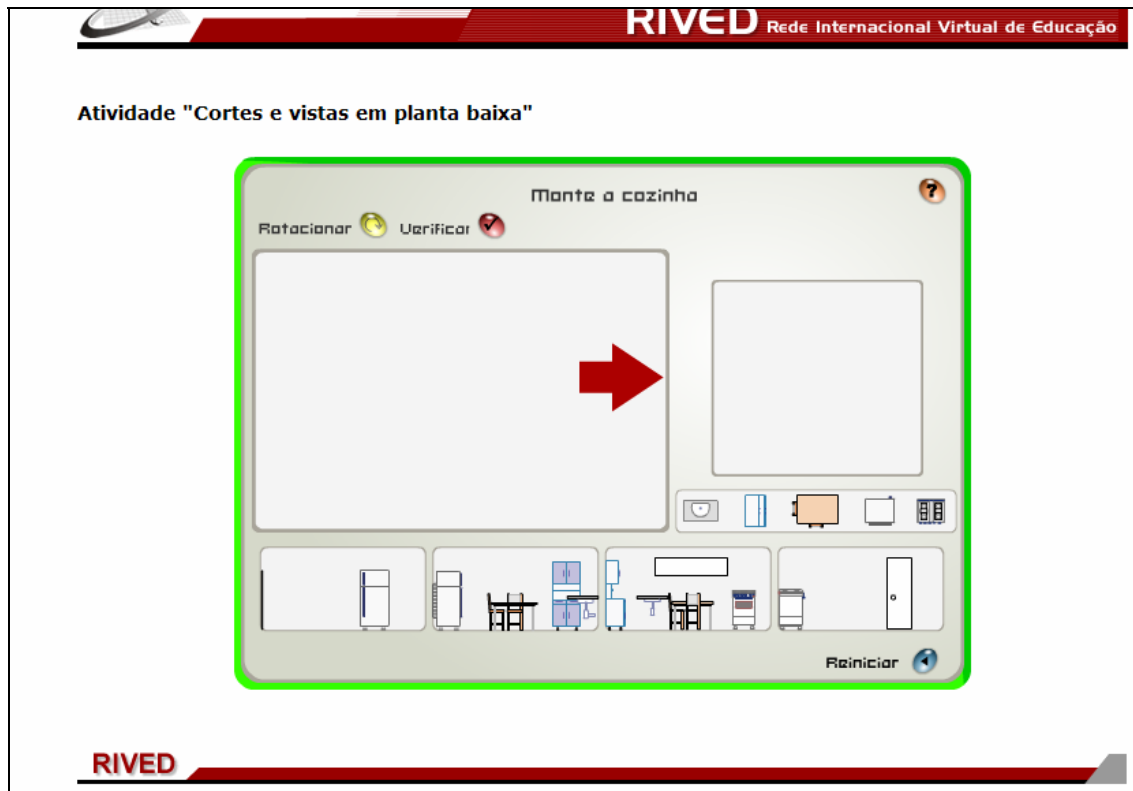 RIVED Rede Internacional Virtual de Educação
Atividade "Cortes e vistas em planta baixa"
Monte a cozinha
?
Rotacionar Verificar
Reiniciar
RIVED